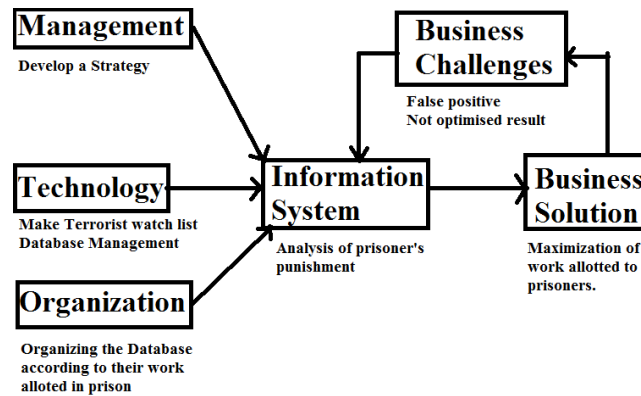 Management
Develop a Strategy
Technology
Make Terrorist watch list
Database Management
Organization
Organizing the Database
according to their work
alloted in prison
Information
System
Analysis of prisoner's
punishment
Business
Challenges
False positive
Not optimised result
Business
Solution
Maximization of
work allotted to
prisoners.